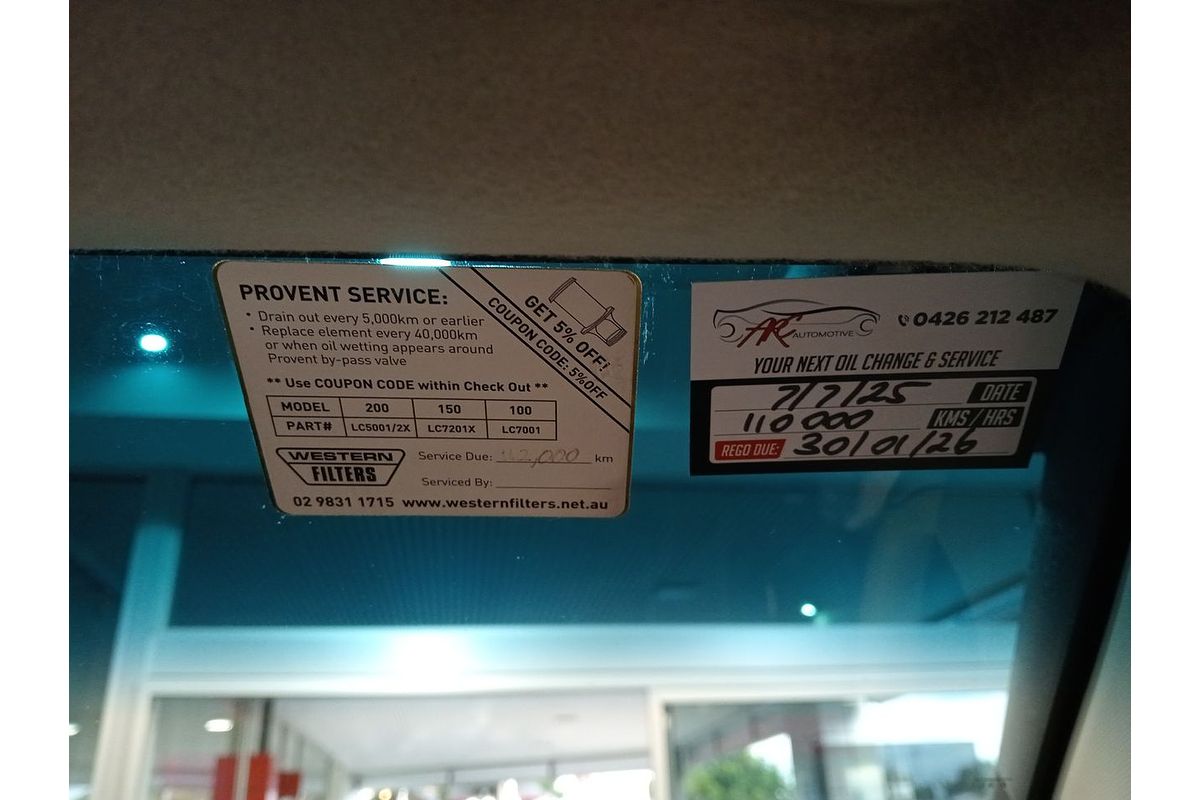 PROVENT SERVICE:
• Drain out every 5,000km or earlier
• Replace element every 40,000km
or when oil wetting appears around
Provent by-pass valve
GET 5% OFF!
COUPON CODE: 5%OFF
** Use COUPON CODE within Check Out **
MODEL 200 150 100
PART# LC5001/2X LC7201X LC7001
WESTERN
FILTERS
Service Due: km
Serviced By:
02 9831 1715 www.westernfilters.net.au
ARC
AUTOMOTIVE
0426 212 487
YOUR NEXT OIL CHANGE & SERVICE
7/7/25 DATE
110 000 KMS/HRS
REGO DUE: 30/01/26